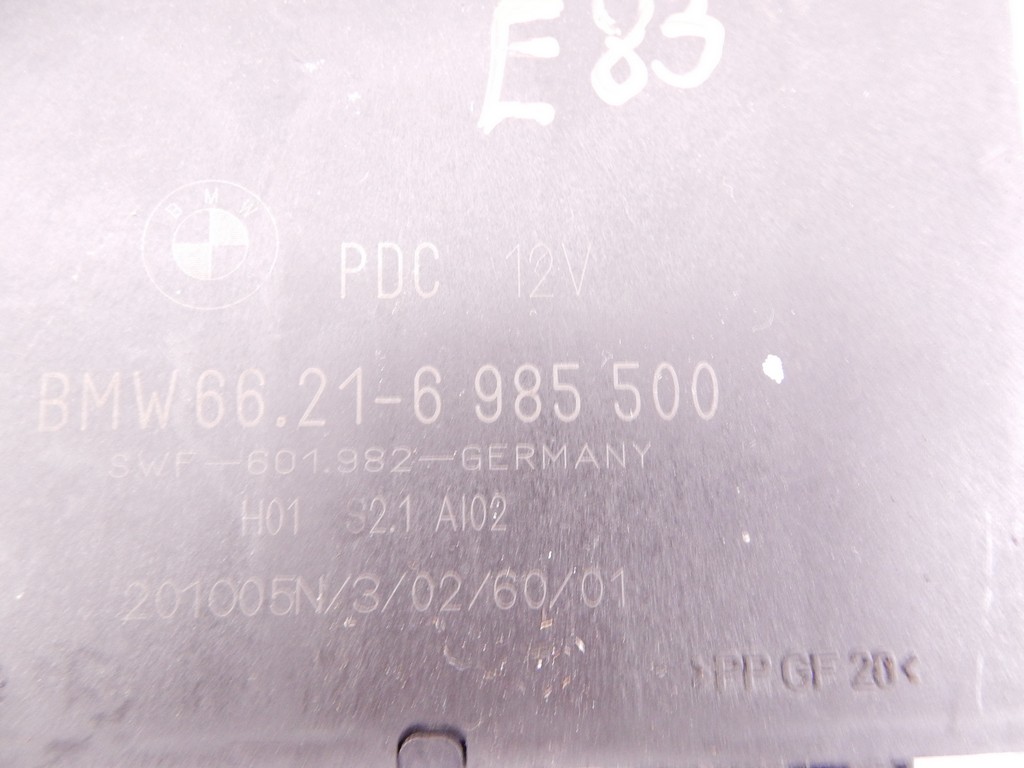 E83
BMW
PDC 12V
BMW 66.21-6 985 500
SWF-601.982-GERMANY
H01 S2.1 AI02
201005N/3/02/60/01
>PP GF 20<